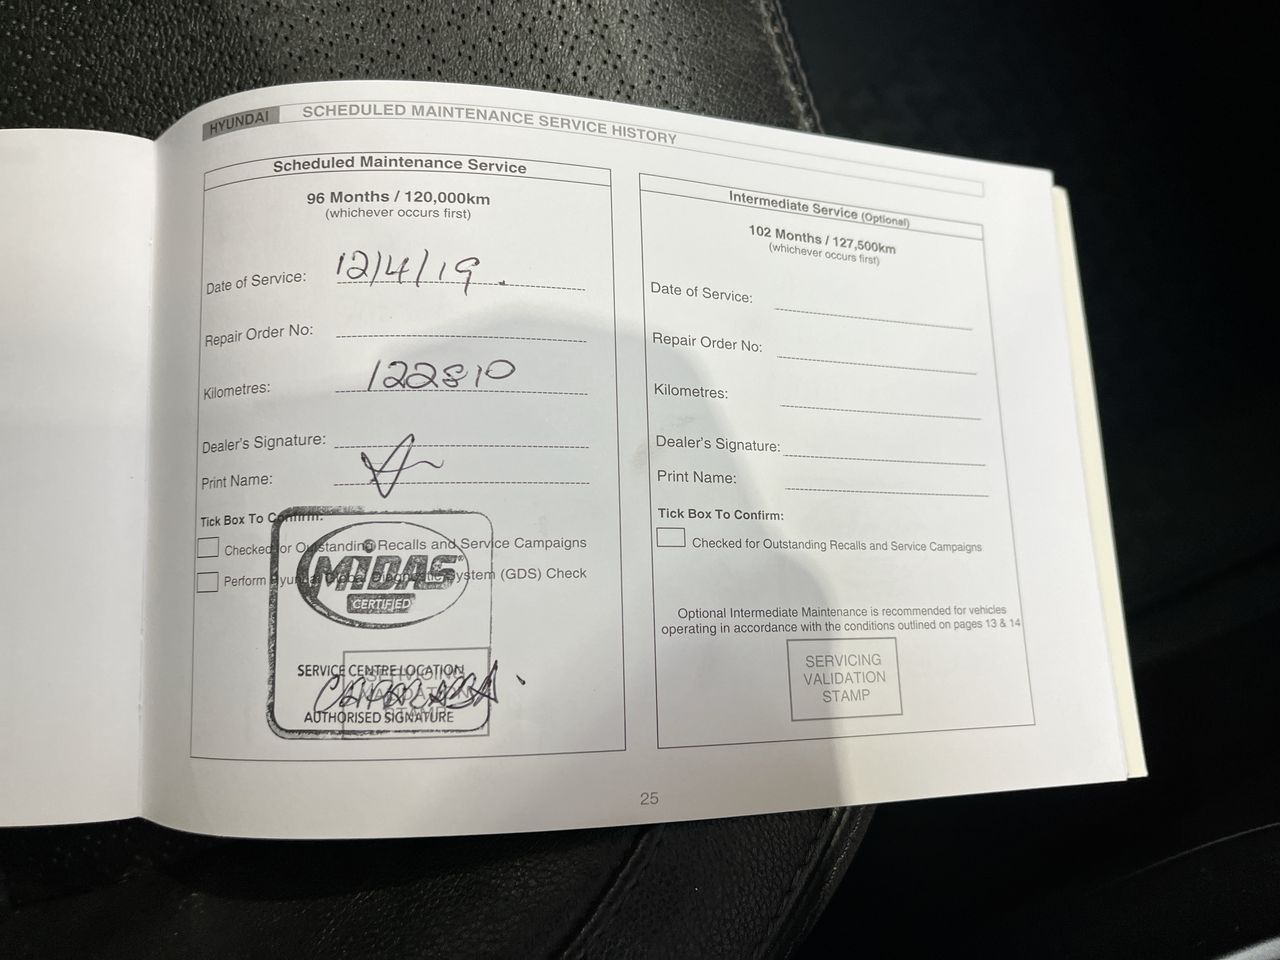 HYUNDAI SCHEDULED MAINTENANCE SERVICE HISTORY
Scheduled Maintenance Service
96 Months / 120,000km
(whichever occurs first)
Date of Service: 12/4/19.
Repair Order No:
Kilometres: 122810
Dealer's Signature:
Print Name:
Tick Box To Confirm:
Checked for Outstanding Recalls and Service Campaigns
Perform Hyundai Global Diagnostic System (GDS) Check
MiDAS®
CERTIFIED
SERVICE CENTRE LOCATION
AUTHORISED SIGNATURE
SERVICING
VALIDATION
STAMP
Intermediate Service (Optional)
102 Months / 127,500km
(whichever occurs first)
Date of Service:
Repair Order No:
Kilometres:
Dealer's Signature:
Print Name:
Tick Box To Confirm:
Checked for Outstanding Recalls and Service Campaigns
Optional Intermediate Maintenance is recommended for vehicles
operating in accordance with the conditions outlined on pages 13 & 14
SERVICING
VALIDATION
STAMP
25